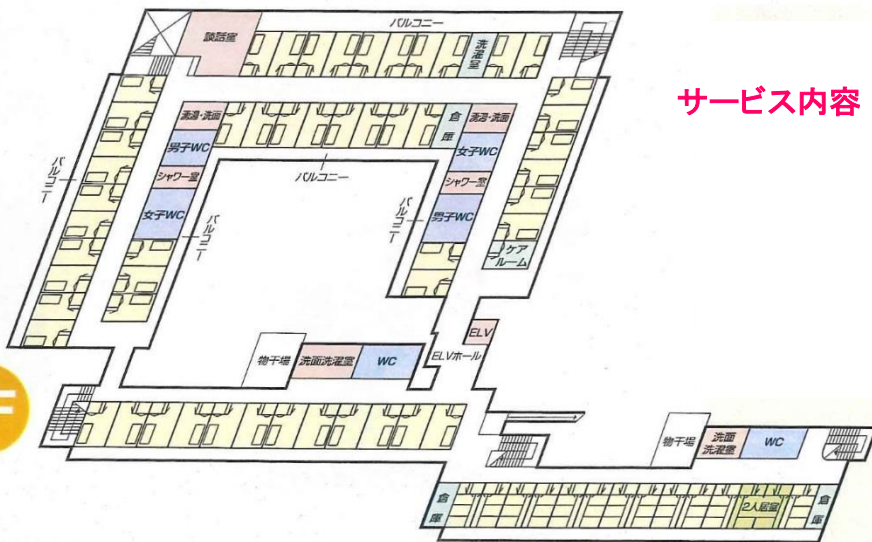 バルコニー
談話室
洗濯室
サービス内容
湯沸・洗面
倉庫
湯沸・洗面
男子WC
女子WC
バルコニー
シャワー室
バルコニー
シャワー室
女子WC
バルコニー
バルコニー
男子WC
ケア
ルーム
ELV
物干場
洗面洗濯室
WC
ELVホール
物干場
洗面
洗濯室
WC
倉庫
2人居室
倉庫